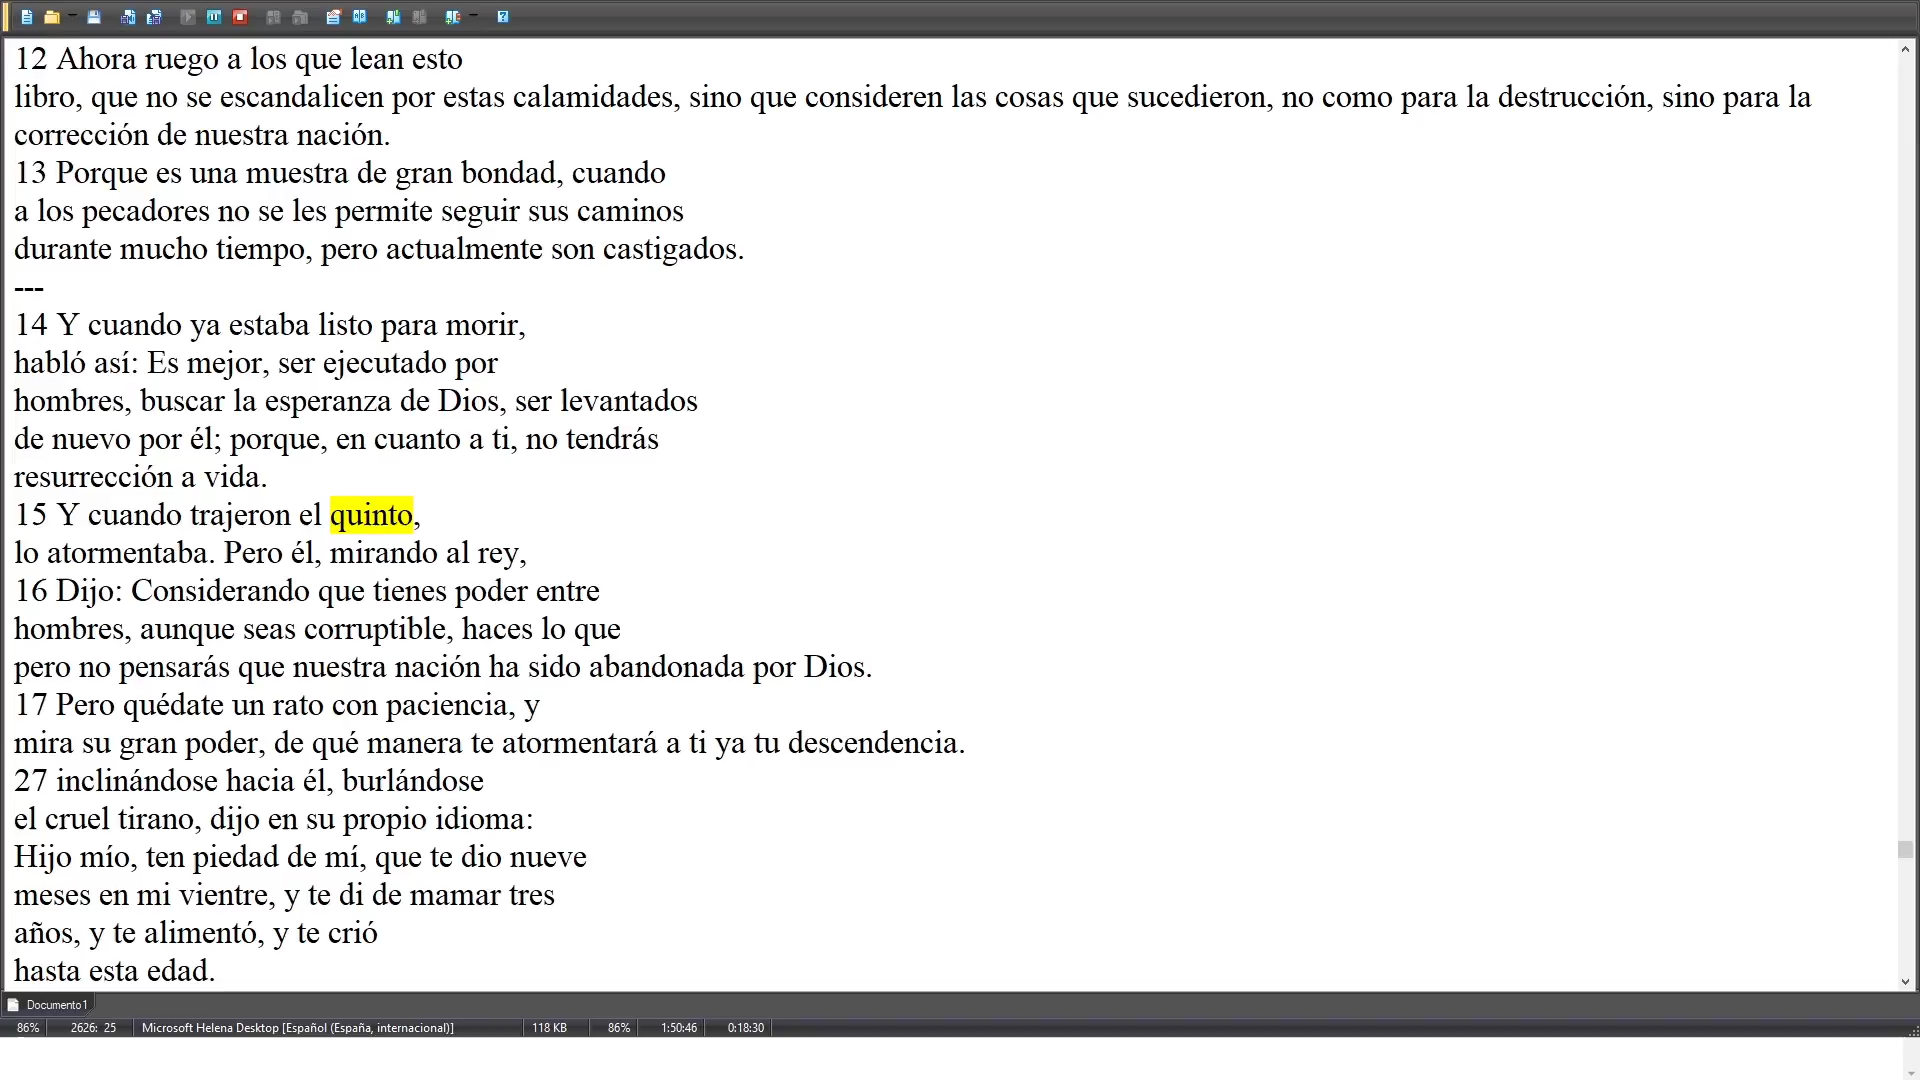 12 Ahora ruego a los que lean esto
libro, que no se escandalicen por estas calamidades, sino que consideren las cosas que sucedieron, no como para la destrucción, sino para la
corrección de nuestra nación.
13 Porque es una muestra de gran bondad, cuando
a los pecadores no se les permite seguir sus caminos
durante mucho tiempo, pero actualmente son castigados.
---
14 Y cuando ya estaba listo para morir,
habló así: Es mejor, ser ejecutado por
hombres, buscar la esperanza de Dios, ser levantados
de nuevo por él; porque, en cuanto a ti, no tendrás
resurrección a vida.
15 Y cuando trajeron el quinto,
lo atormentaba. Pero él, mirando al rey,
16 Dijo: Considerando que tienes poder entre
hombres, aunque seas corruptible, haces lo que
pero no pensarás que nuestra nación ha sido abandonada por Dios.
17 Pero quédate un rato con paciencia, y
mira su gran poder, de qué manera te atormentará a ti ya tu descendencia.
27 inclinándose hacia él, burlándose
el cruel tirano, dijo en su propio idioma:
Hijo mío, ten piedad de mí, que te dio nueve
meses en mi vientre, y te di de mamar tres
años, y te alimentó, y te crió
hasta esta edad.
Documento1
86% 2626: 25 Microsoft Helena Desktop [Español (España, internacional)] 118 KB 86% 1:50:46 0:18:30